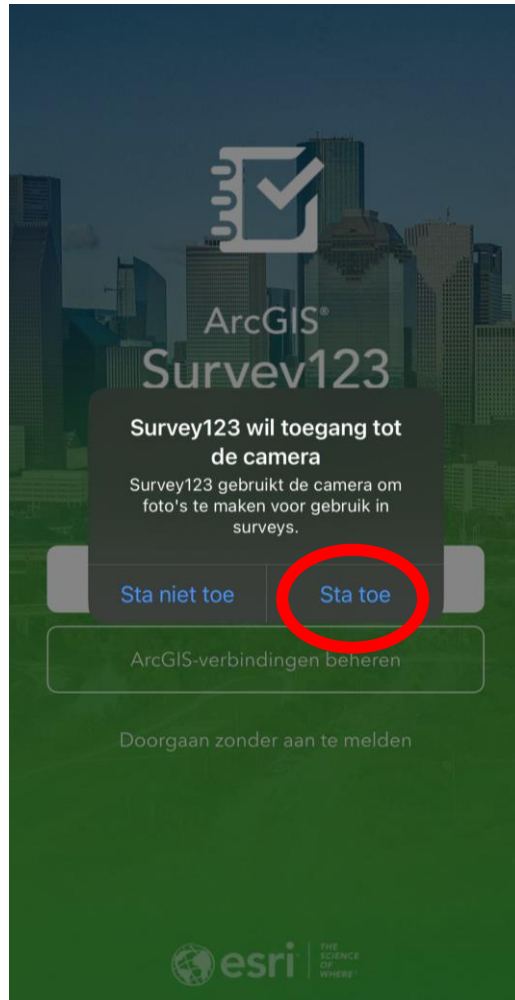 ArcGIS®
Survey123
Survey123 wil toegang tot
de camera
Survey123 gebruikt de camera om
foto's te maken voor gebruik in
surveys.
Sta niet toe
Sta toe
ArcGIS-verbindingen beheren
Doorgaan zonder aan te melden
esri
THE
SCIENCE
OF
WHERE®